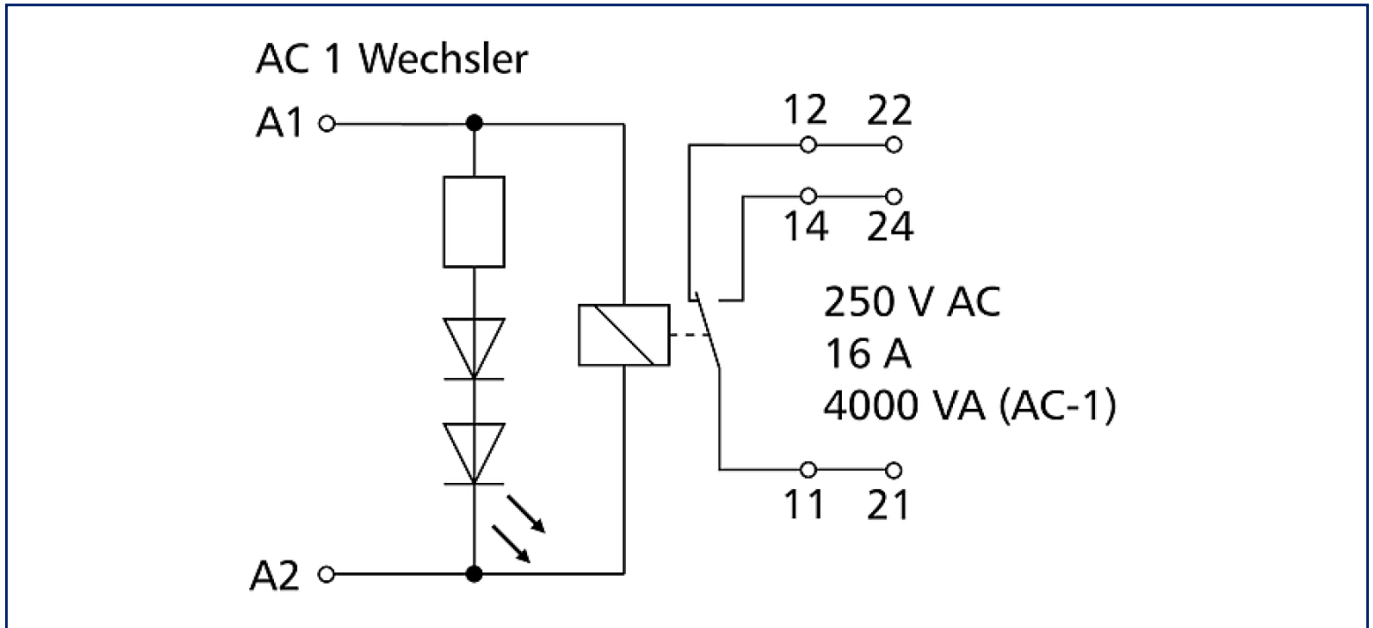 AC 1 Wechsler
A1
12 22
14 24
250 V AC
16 A
4000 VA (AC-1)
11 21
A2